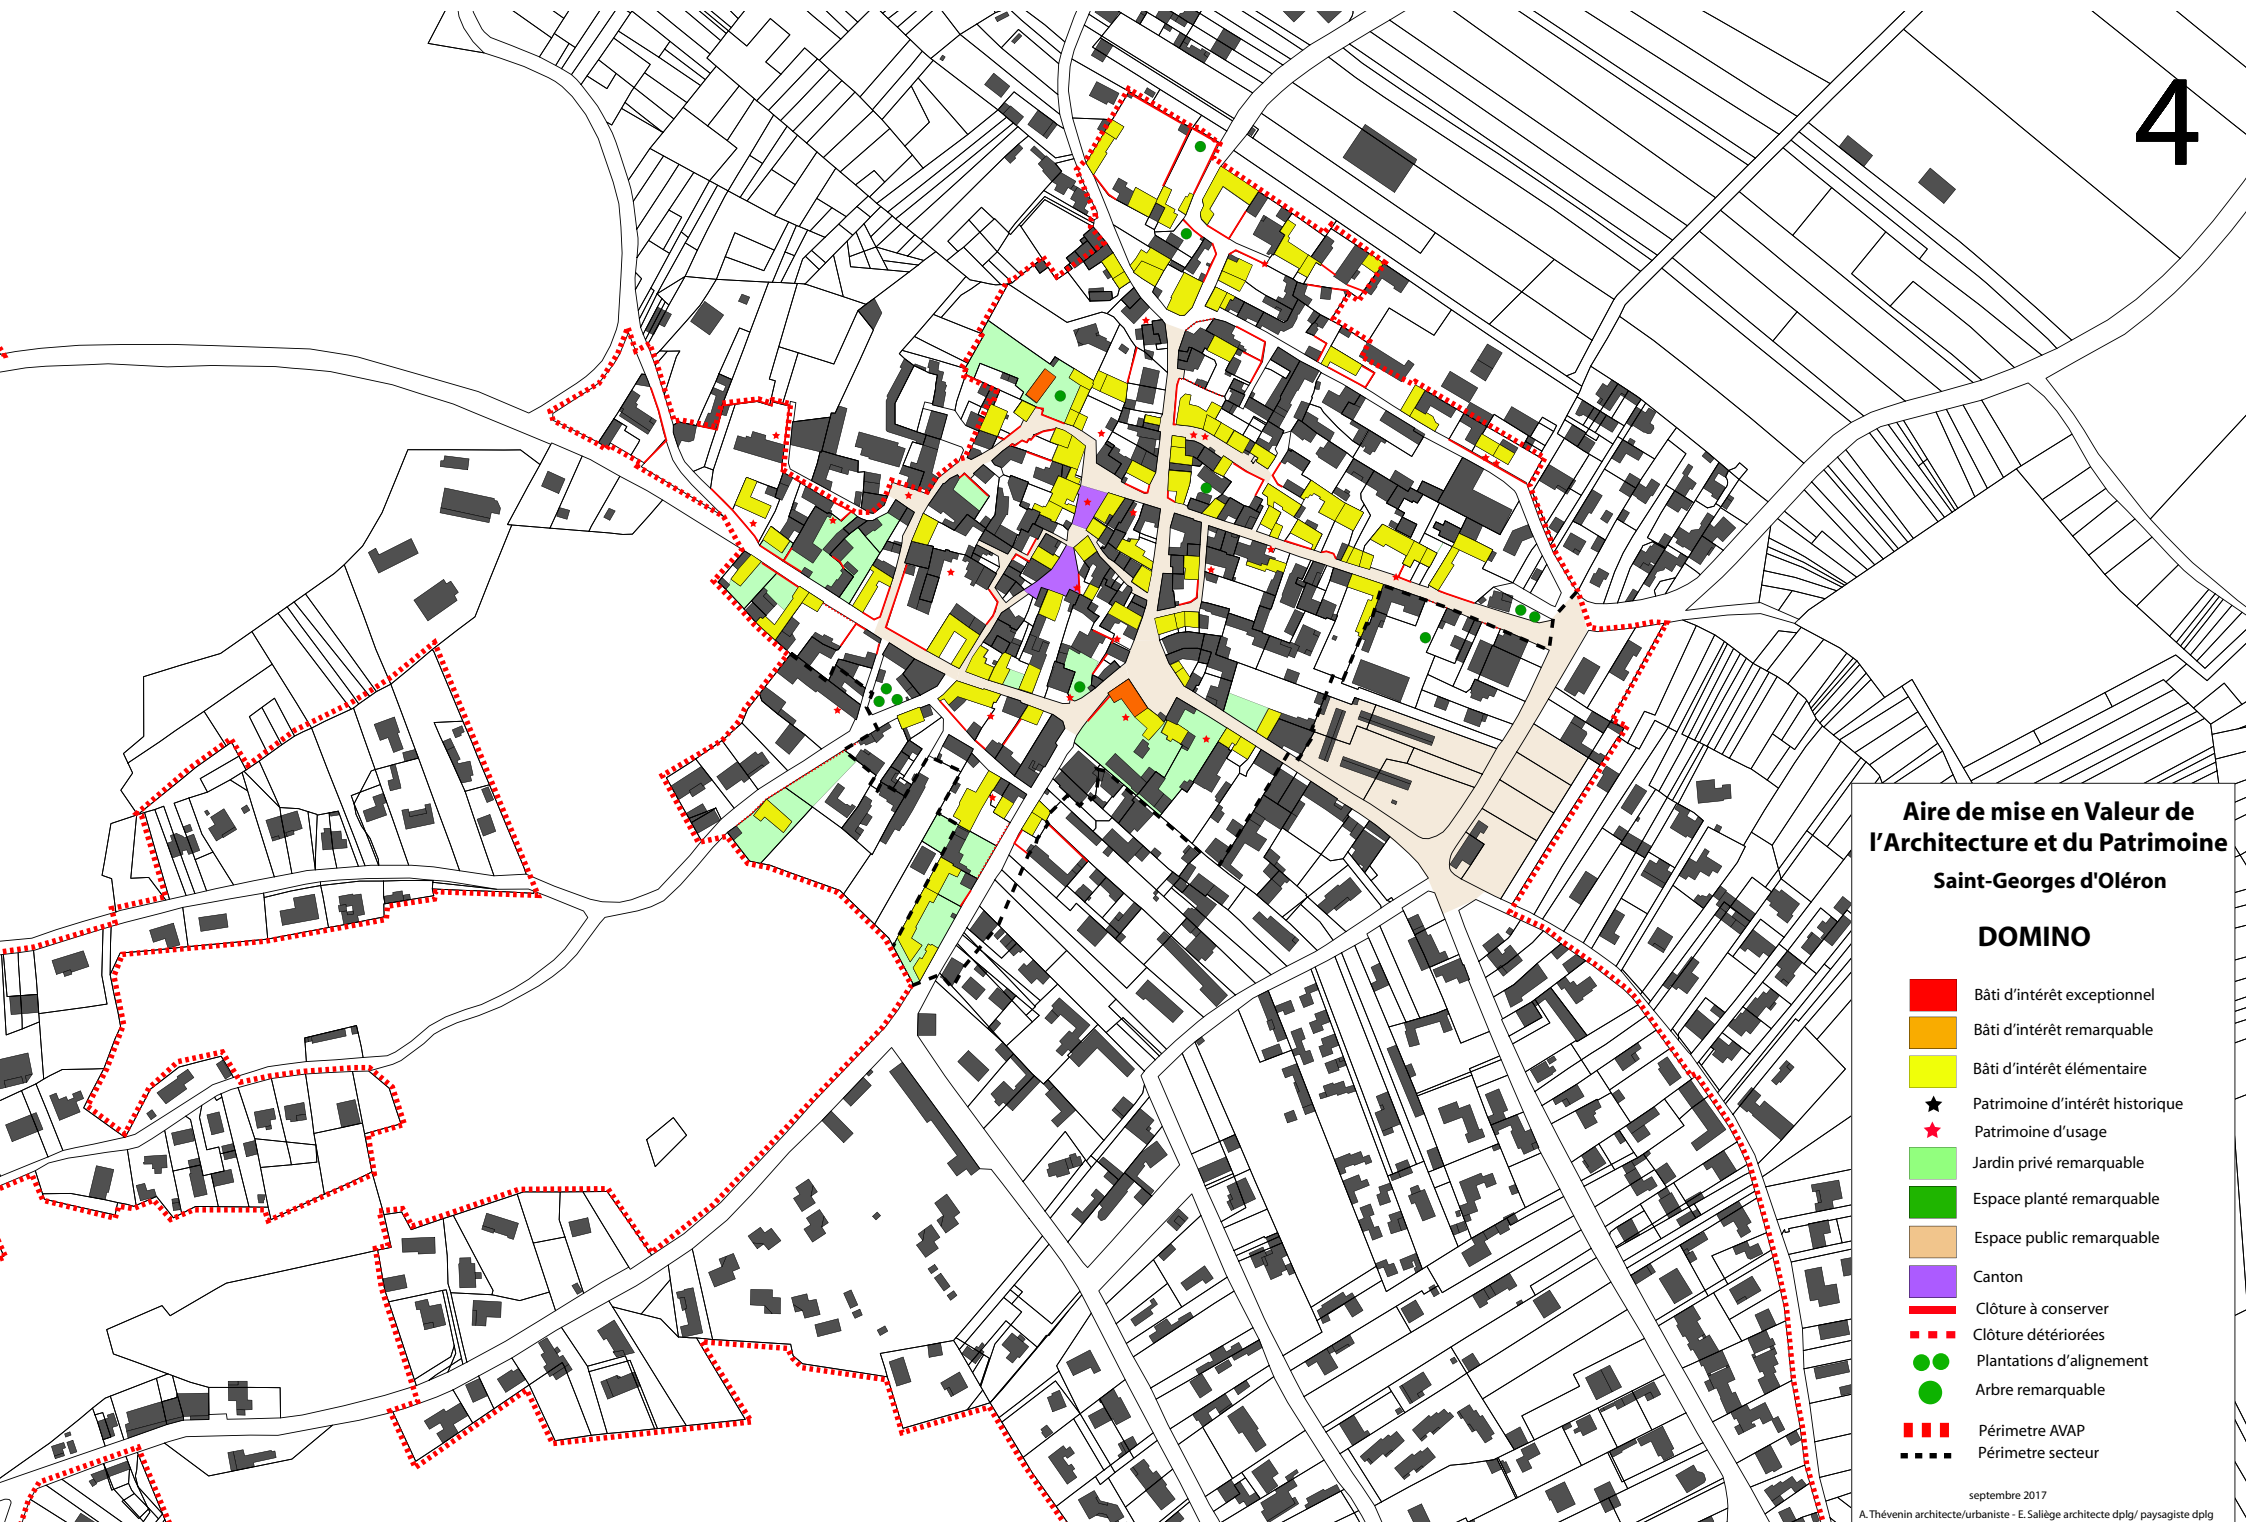 4
Aire de mise en Valeur de
l'Architecture et du Patrimoine
Saint-Georges d'Oléron
DOMINO
Bâti d'intérêt exceptionnel
Bâti d'intérêt remarquable
Bâti d'intérêt élémentaire
Patrimoine d'intérêt historique
Patrimoine d'usage
Jardin privé remarquable
Espace planté remarquable
Espace public remarquable
Canton
Clôture à conserver
Clôture détériorées
Plantations d'alignement
Arbre remarquable
Périmetre AVAP
Périmetre secteur
septembre 2017
A. Thévenin architecte/urbaniste - E. Saliège architecte dplg/ paysagiste dplg